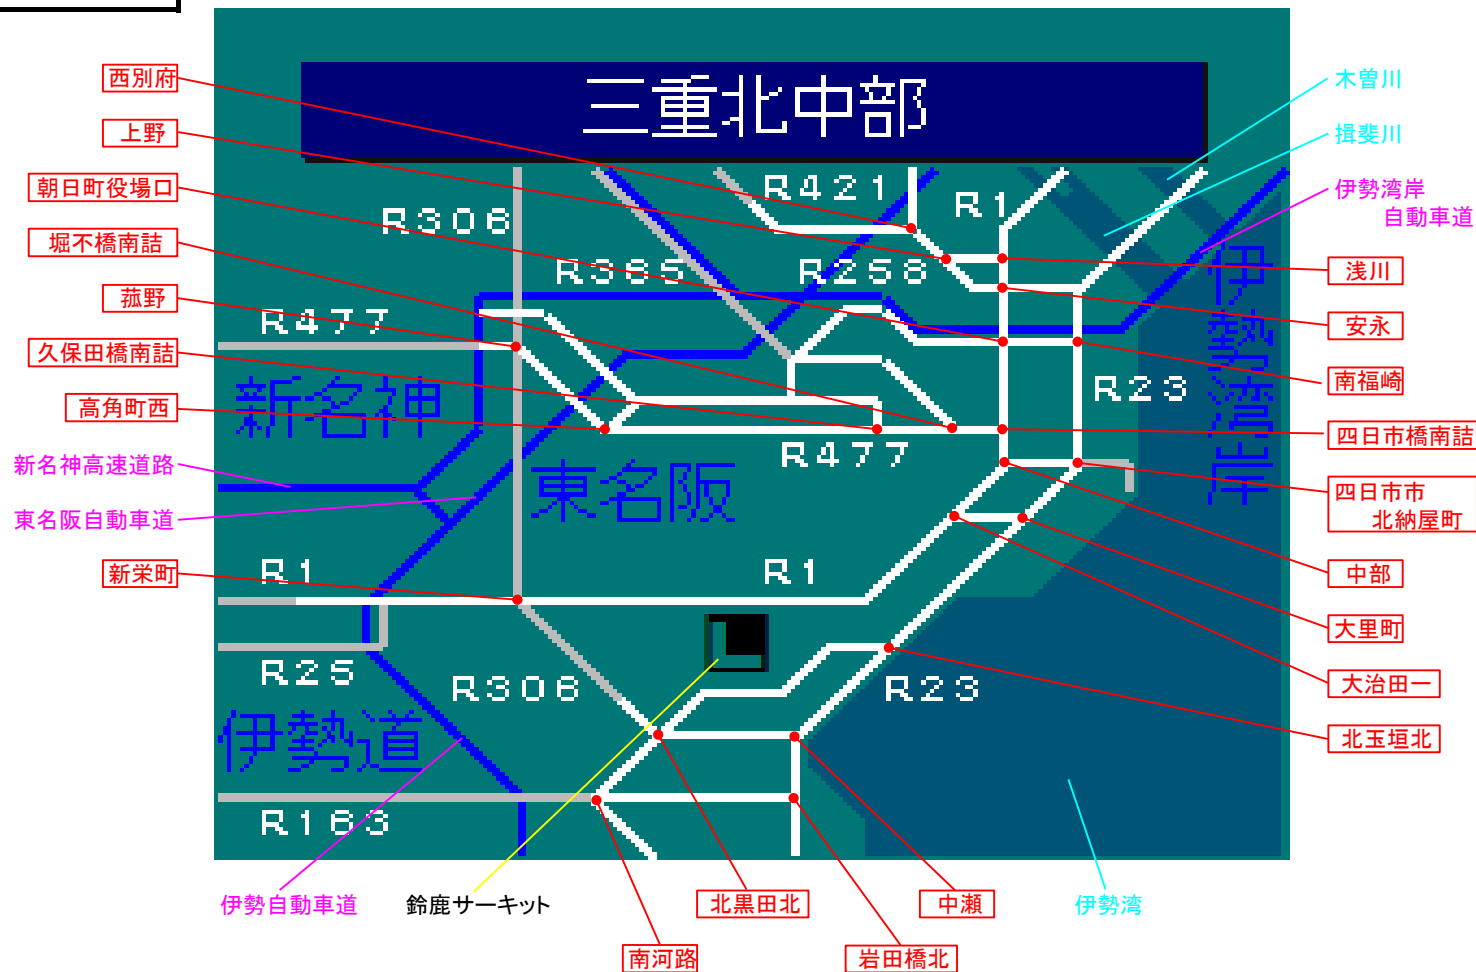 三重北中部
西別府
上野
朝日町役場口
堀不橋南詰
菰野
久保田橋南詰
高角町西
新名神高速道路
東名阪自動車道
新栄町
木曽川
揖斐川
伊勢湾岸
自動車道
浅川
安永
南福崎
四日市橋南詰
四日市市
北納屋町
中部
大里町
大治田一
北玉垣北
R421
R1
R306
R365
R258
R477
R23
新名神
伊勢湾岸
R477
東名阪
R1
R1
R25
R306
R23
伊勢道
R163
伊勢自動車道
鈴鹿サーキット
北黒田北
中瀬
伊勢湾
南河路
岩田橋北